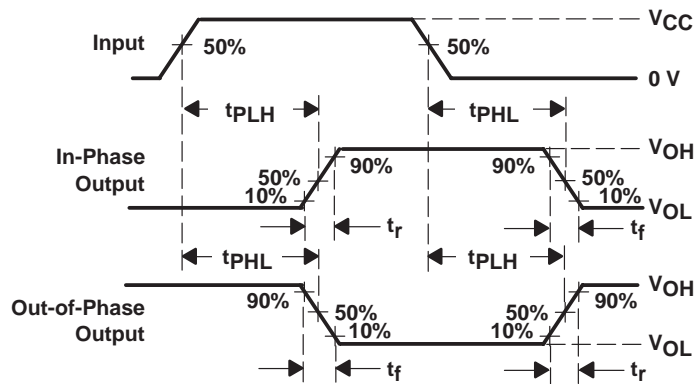 Input
50%
50%
VCC
0 V
tPLH
tPHL
In-Phase
Output
50%
10%
90%
90%
50%
10%
VOH
VOL
tr
tf
tPHL
tPLH
Out-of-Phase
Output
90%
50%
10%
50%
10%
90%
VOH
VOL
tf
tr